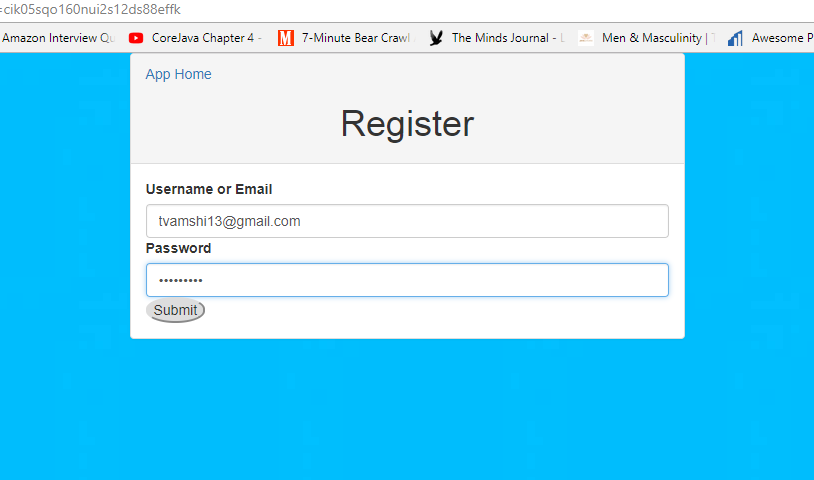 =cik05sqo160nui2s12ds88effk
Amazon Interview Qu CoreJava Chapter 4 - 7-Minute Bear Crawl The Minds Journal - L Men & Masculinity | T Awesome P
App Home
Register
Username or Email
tvamshi13@gmail.com
Password
•••••••••
Submit